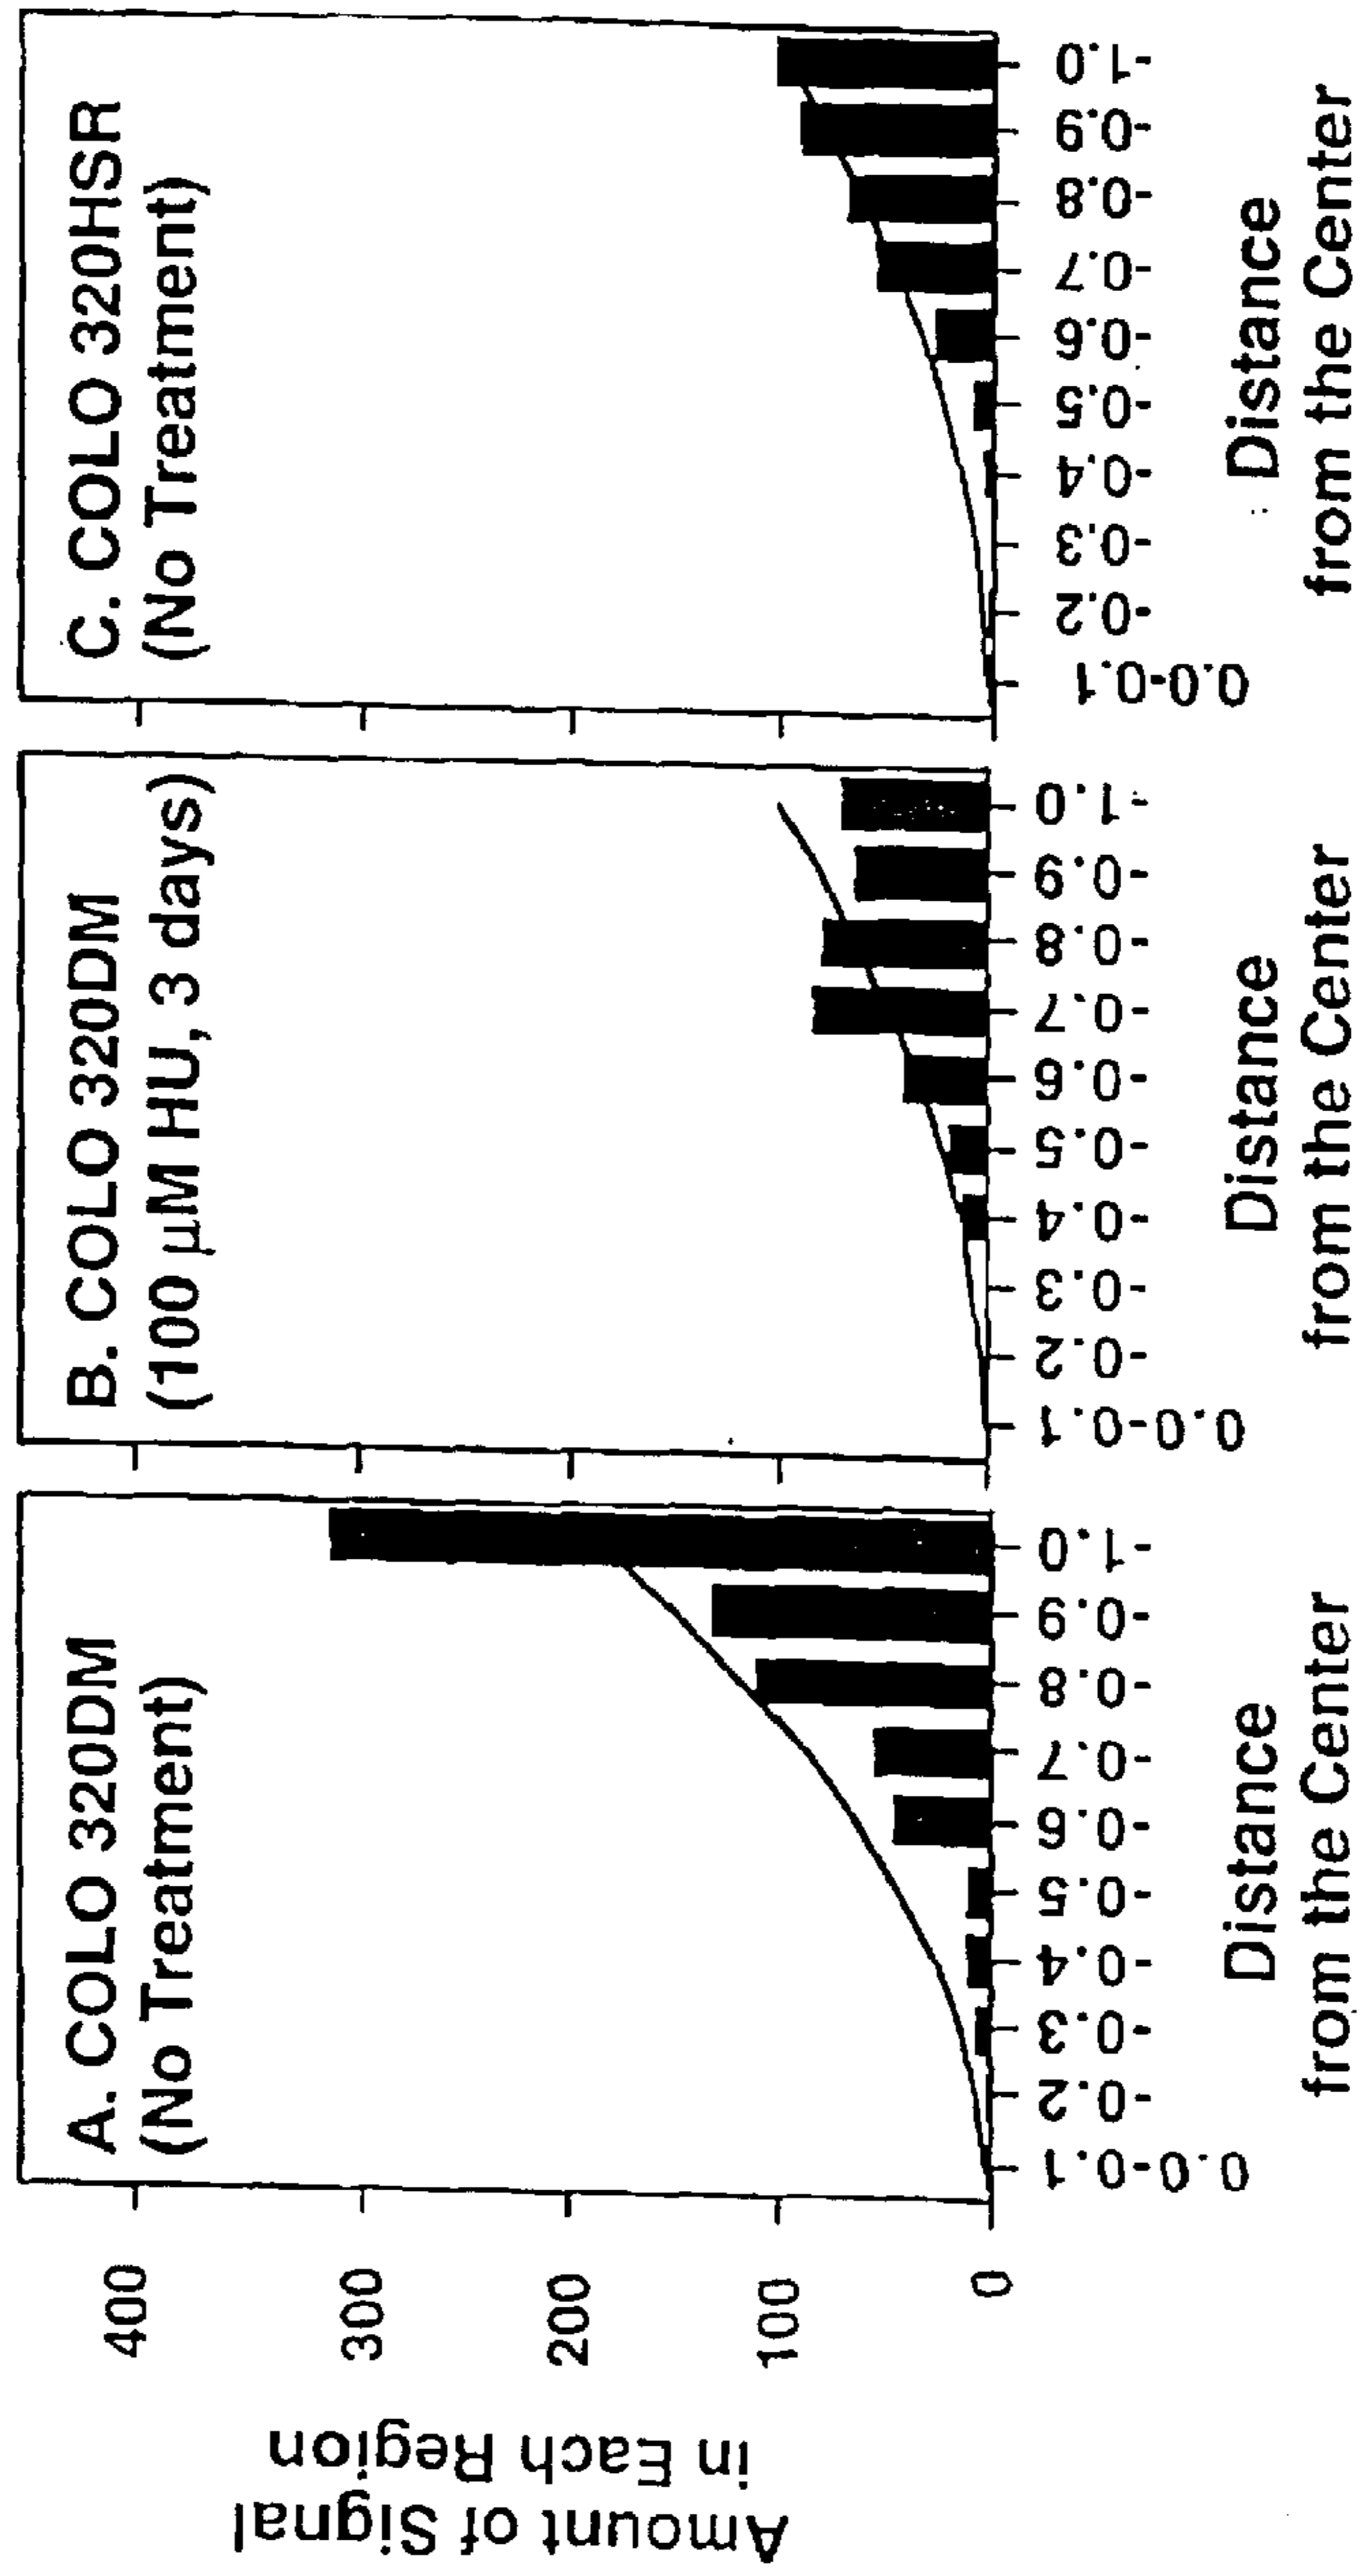 Amount of Signal
in Each Region
400
300
200
100
0
A. COLO 320DM
(No Treatment)
0.0-0.1
-0.2
-0.3
-0.4
-0.5
-0.6
-0.7
-0.8
-0.9
-1.0
Distance
from the Center
B. COLO 320DM
(100 μM HU, 3 days)
0.0-0.1
-0.2
-0.3
-0.4
-0.5
-0.6
-0.7
-0.8
-0.9
-1.0
Distance
from the Center
C. COLO 320HSR
(No Treatment)
0.0-0.1
-0.2
-0.3
-0.4
-0.5
-0.6
-0.7
-0.8
-0.9
-1.0
Distance
from the Center